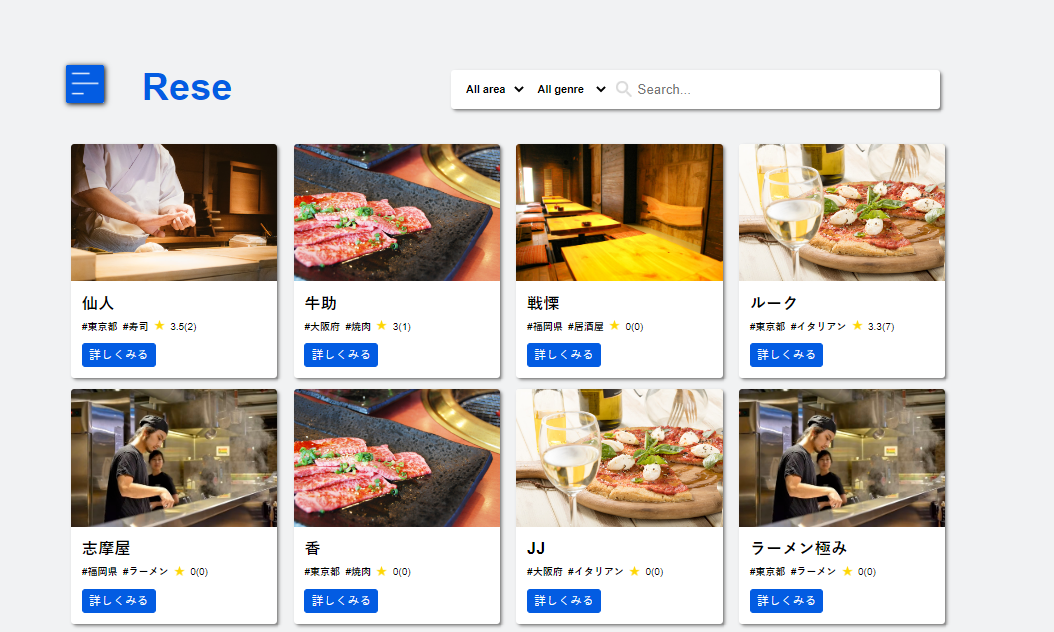 Rese
All area All genre Search...
仙人
#東京都 #寿司 ★ 3.5(2)
詳しくみる
牛助
#大阪府 #焼肉 ★ 3(1)
詳しくみる
戦慄
#福岡県 #居酒屋 ★ 0(0)
詳しくみる
ルーク
#東京都 #イタリアン ★ 3.3(7)
詳しくみる
志摩屋
#福岡県 #ラーメン ★ 0(0)
詳しくみる
香
#東京都 #焼肉 ★ 0(0)
詳しくみる
JJ
#大阪府 #イタリアン ★ 0(0)
詳しくみる
ラーメン極み
#東京都 #ラーメン ★ 0(0)
詳しくみる